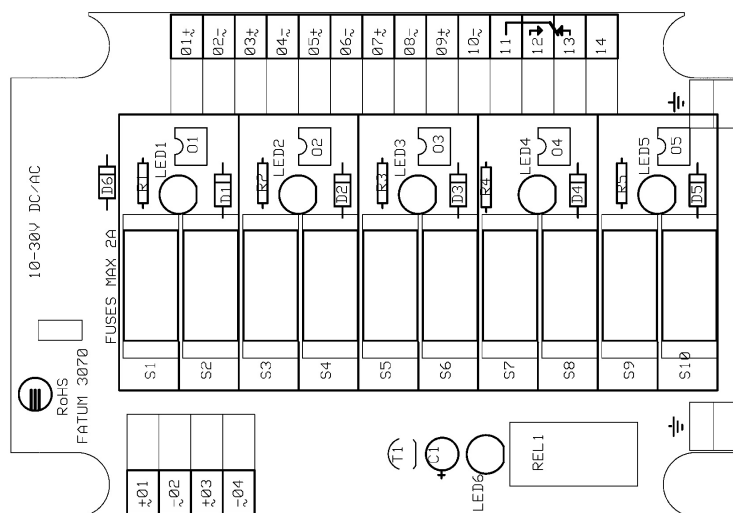 01± 02= 03± 04= 05± 06= 07± 08= 09± 10= 11 12 13 14
LED1 O1 LED2 O2 LED3 O3 LED4 O4 LED5 O5
D6 R1 D1 R2 D2 R3 D3 R4 D4 R5 D5
10-30V DC/AC
FUSES MAX 2A
S1 S2 S3 S4 S5 S6 S7 S8 S9 S10
RoHS
FATUM 3070
T1 C1 + LED6 REL1
±01 -02 ±03 -04